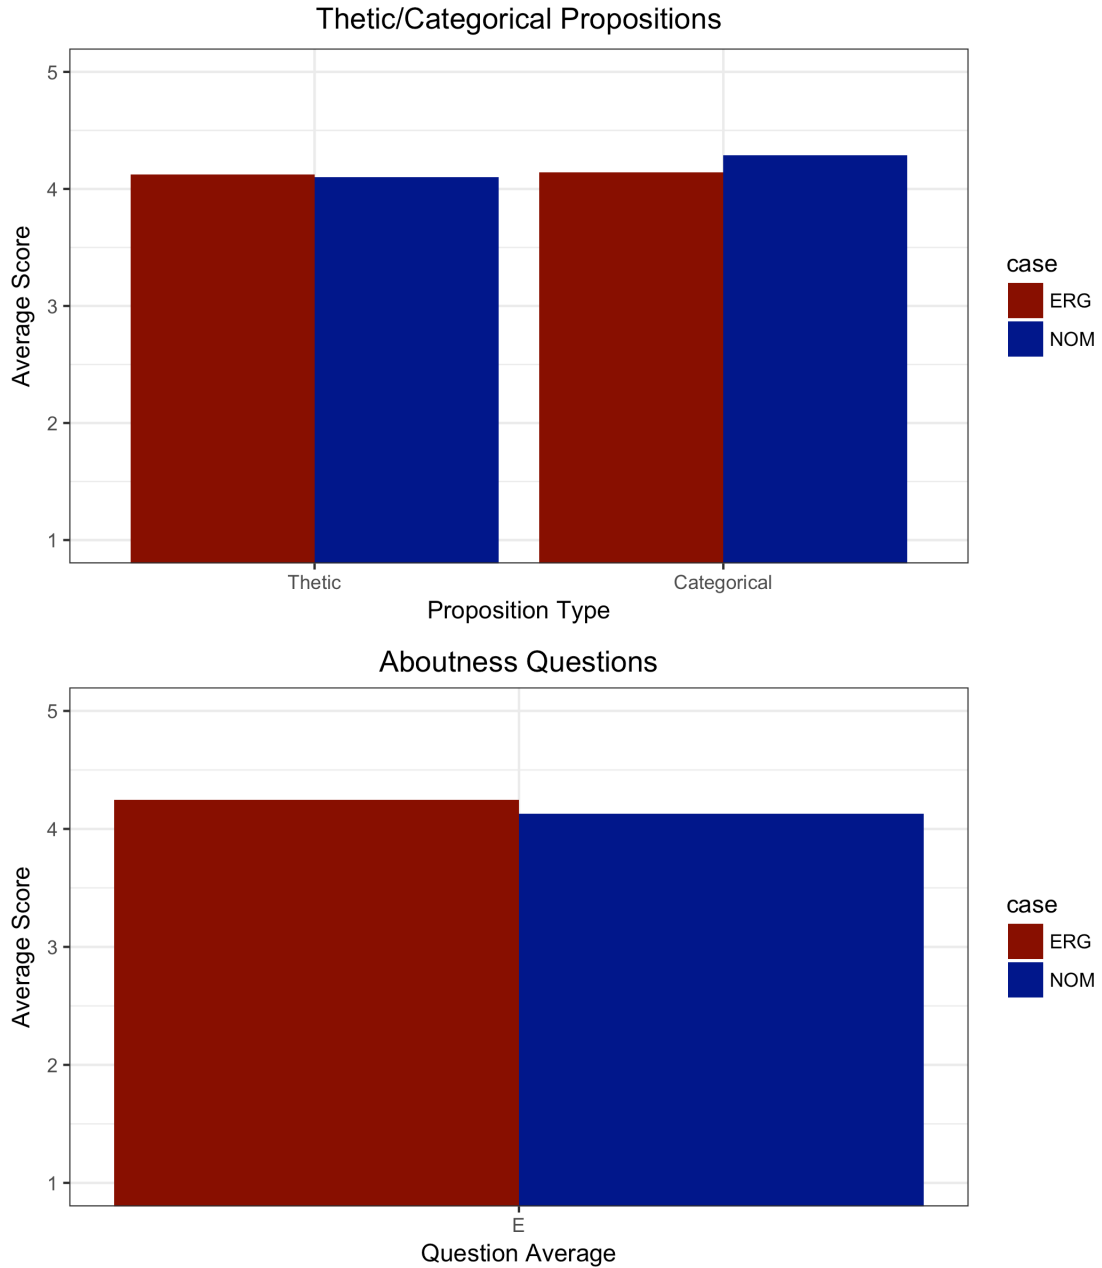 Thetic/Categorical Propositions
5
4
3
2
1
Average Score
Thetic
Categorical
Proposition Type
case
ERG
NOM
Aboutness Questions
5
4
3
2
1
Average Score
E
Question Average
case
ERG
NOM